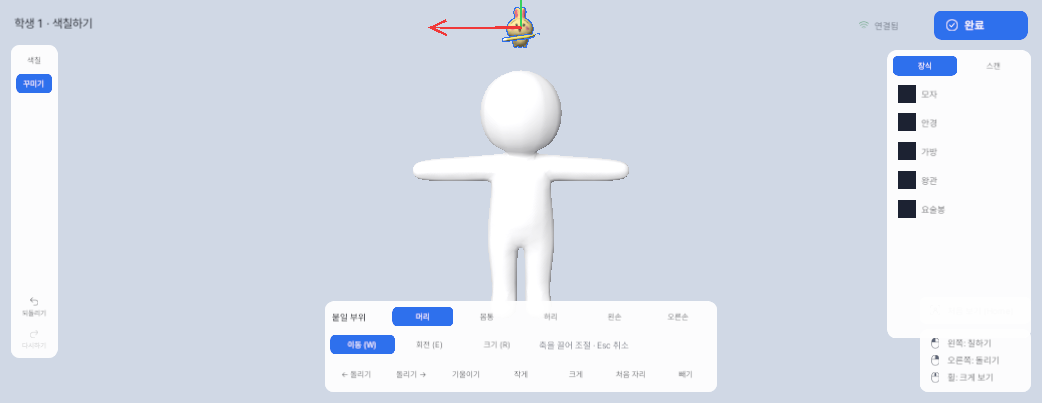 학생 1 · 색칠하기
연결됨
완료
색칠
꾸미기
되돌리기
다시하기
장식
스캔
모자
안경
가방
왕관
요술봉
붙일 부위
머리
몸통
허리
왼손
오른손
이동 (W)
회전 (E)
크기 (R)
축을 끌어 조절 · Esc 취소
← 돌리기
돌리기 →
기울이기
작게
크게
처음 자리
빼기
왼쪽: 칠하기
오른쪽: 돌리기
휠: 크게 보기